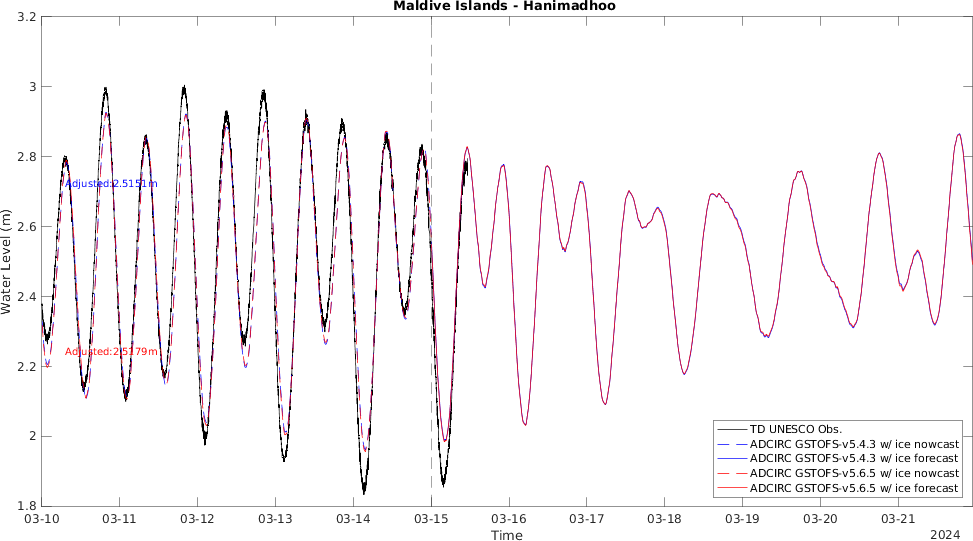 Maldive Islands - Hanimadhoo
3.2
3
2.8
2.6
2.4
2.2
2
1.8
Water Level (m)
Adjusted:2.5151m
Adjusted:2.5279m
TD UNESCO Obs.
ADCIRC GSTOFS-v5.4.3 w/ ice nowcast
ADCIRC GSTOFS-v5.4.3 w/ ice forecast
ADCIRC GSTOFS-v5.6.5 w/ ice nowcast
ADCIRC GSTOFS-v5.6.5 w/ ice forecast
03-10 03-11 03-12 03-13 03-14 03-15 03-16 03-17 03-18 03-19 03-20 03-21
Time
2024